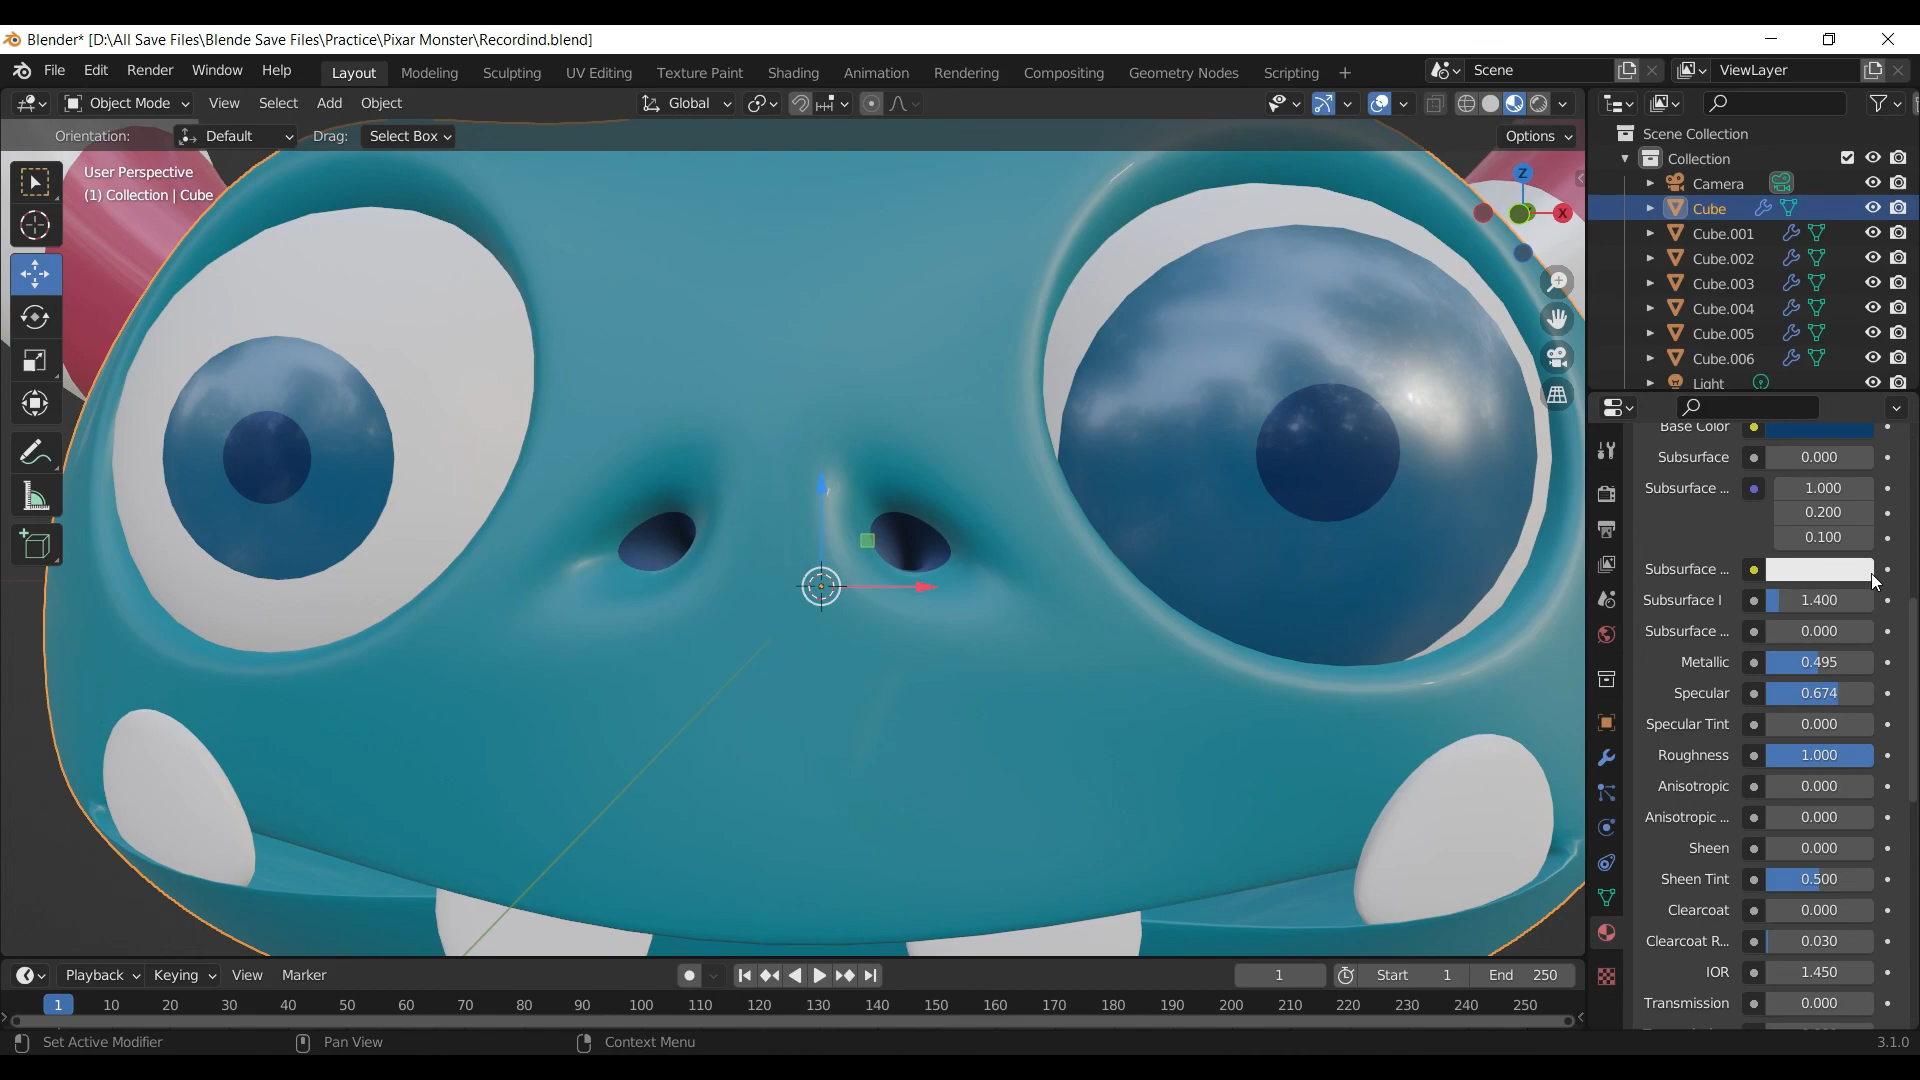 Blender* [D:\All Save Files\Blende Save Files\Practice\Pixar Monster\Recordind.blend]
File Edit Render Window Help Layout Modeling Sculpting UV Editing Texture Paint Shading Animation Rendering Compositing Geometry Nodes Scripting + Scene ViewLayer
Object Mode View Select Add Object Global
Orientation: Default Drag: Select Box Options
User Perspective
(1) Collection | Cube
Z
X
Scene Collection
Collection
Camera
Cube
Cube.001
Cube.002
Cube.003
Cube.004
Cube.005
Cube.006
Light
Base Color
Subsurface 0.000
Subsurface ... 1.000
0.200
0.100
Subsurface ...
Subsurface I 1.400
Subsurface ... 0.000
Metallic 0.495
Specular 0.674
Specular Tint 0.000
Roughness 1.000
Anisotropic 0.000
Anisotropic ... 0.000
Sheen 0.000
Sheen Tint 0.500
Clearcoat 0.000
Clearcoat R... 0.030
IOR 1.450
Transmission 0.000
Playback Keying View Marker 1 Start 1 End 250
1 10 20 30 40 50 60 70 80 90 100 110 120 130 140 150 160 170 180 190 200 210 220 230 240 250
Set Active Modifier Pan View Context Menu 3.1.0